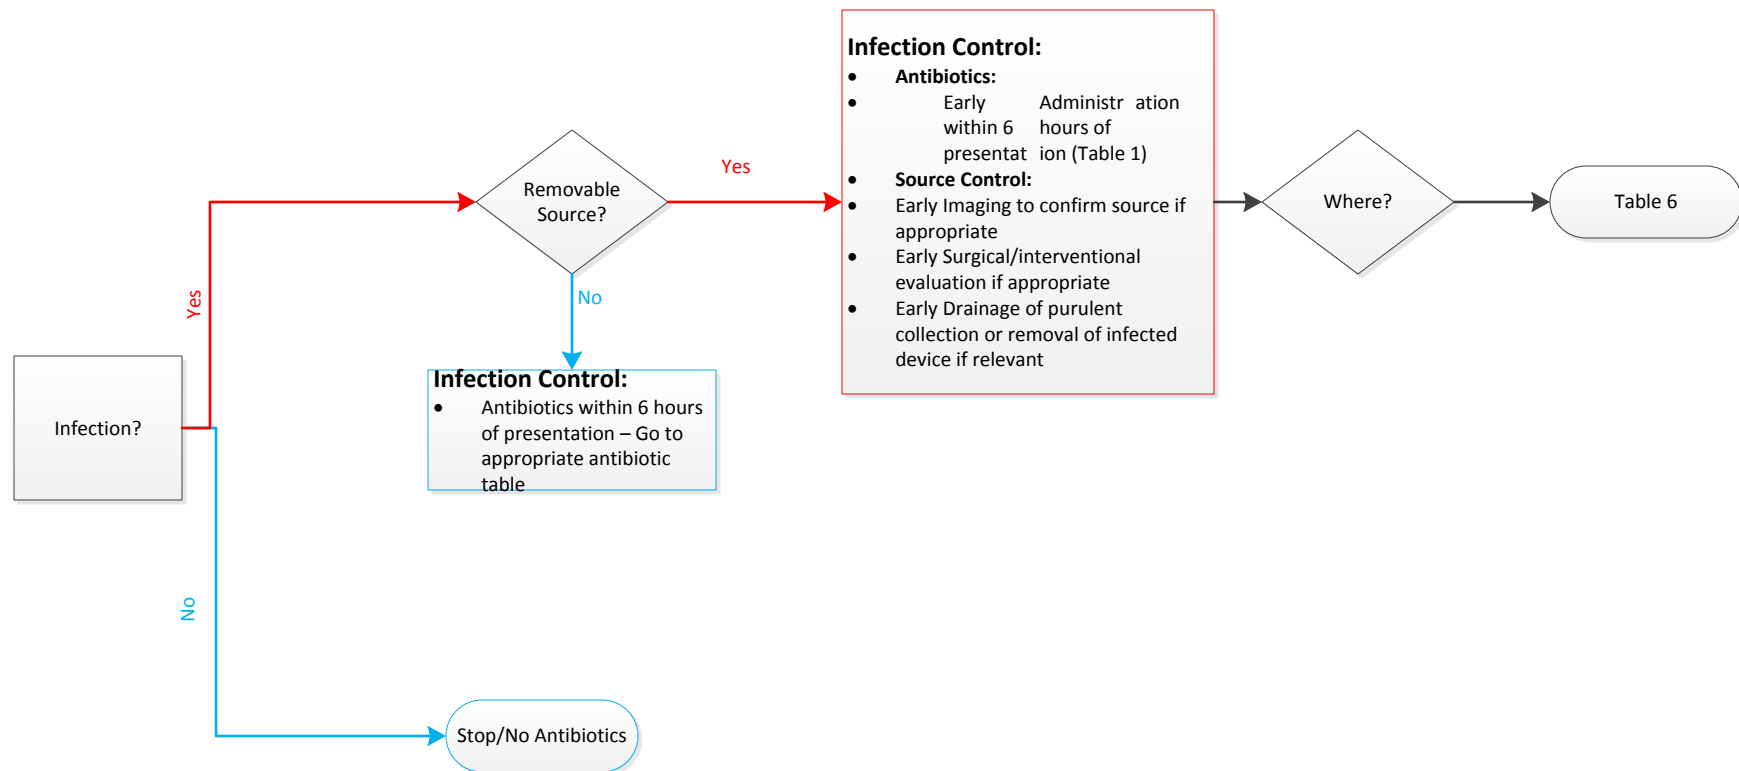 Infection?
Yes
No
Removable
Source?
Yes
No
Infection Control:
• Antibiotics within 6 hours
of presentation – Go to
appropriate antibiotic
table
Stop/No Antibiotics
Infection Control:
• Antibiotics:
• Early Administr ation
within 6 hours of
presentat ion (Table 1)
• Source Control:
• Early Imaging to confirm source if
appropriate
• Early Surgical/interventional
evaluation if appropriate
• Early Drainage of purulent
collection or removal of infected
device if relevant
Where?
Table 6